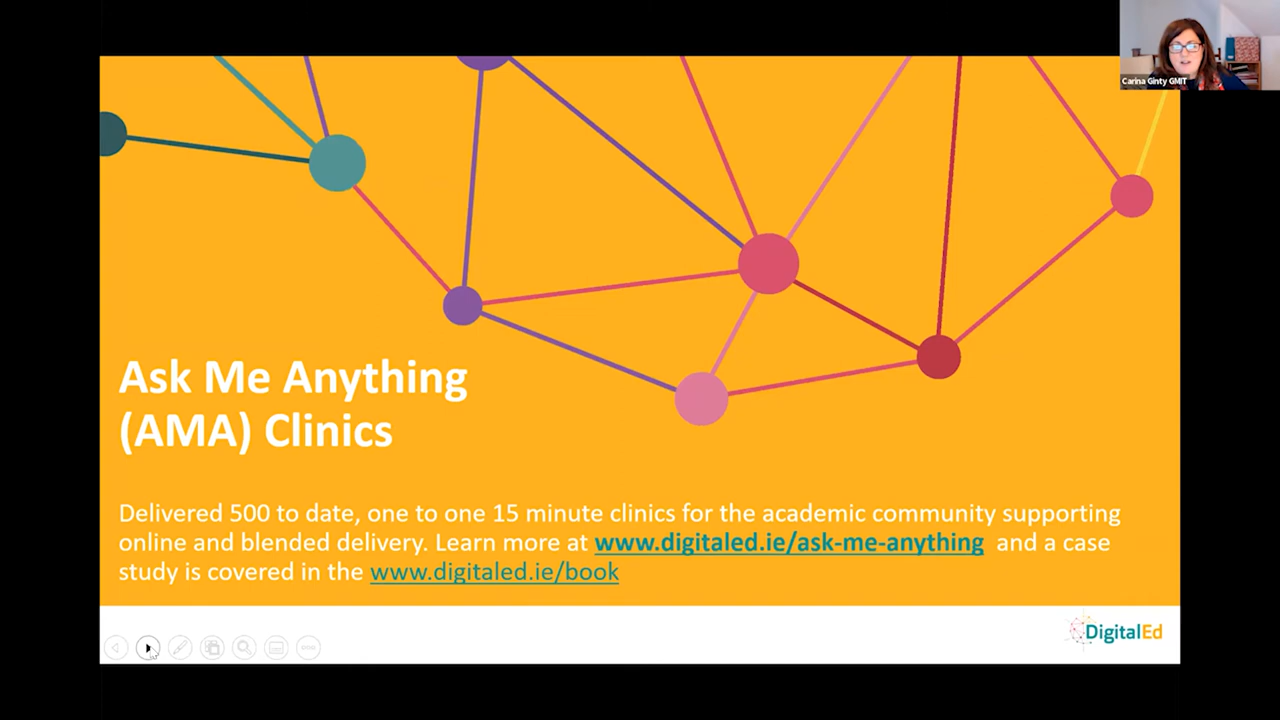 Carina Ginty GMIT
Ask Me Anything
(AMA) Clinics
Delivered 500 to date, one to one 15 minute clinics for the academic community supporting
online and blended delivery. Learn more at www.digitaled.ie/ask-me-anything and a case
study is covered in the www.digitaled.ie/book
DigitalEd